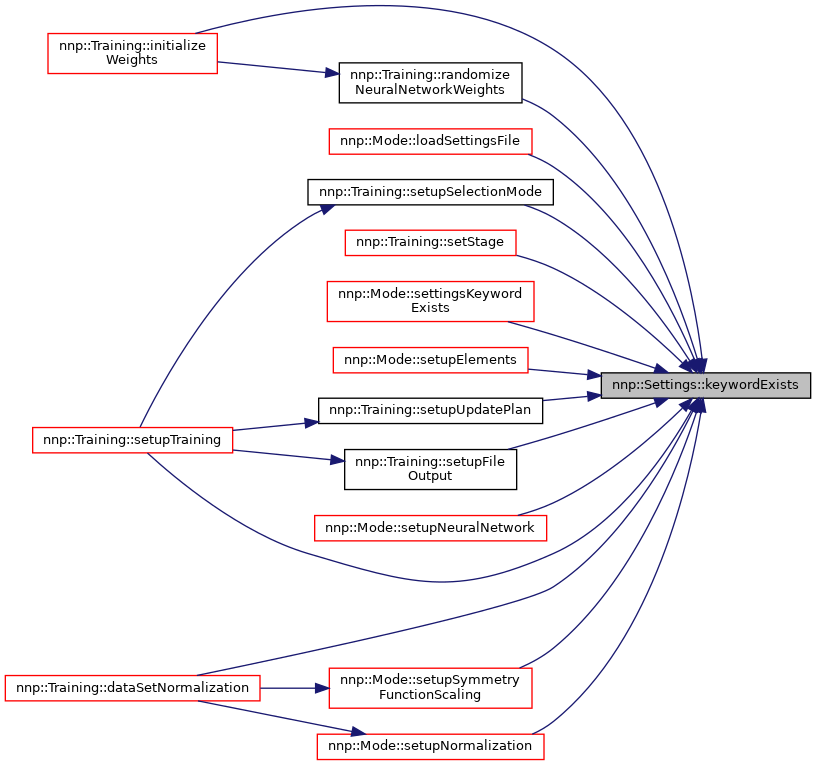 nnp::Training::initialize
Weights
nnp::Training::randomize
NeuralNetworkWeights
nnp::Mode::loadSettingsFile
nnp::Training::setupSelectionMode
nnp::Training::setStage
nnp::Mode::settingsKeyword
Exists
nnp::Mode::setupElements
nnp::Settings::keywordExists
nnp::Training::setupUpdatePlan
nnp::Training::setupTraining
nnp::Training::setupFile
Output
nnp::Mode::setupNeuralNetwork
nnp::Training::dataSetNormalization
nnp::Mode::setupSymmetry
FunctionScaling
nnp::Mode::setupNormalization